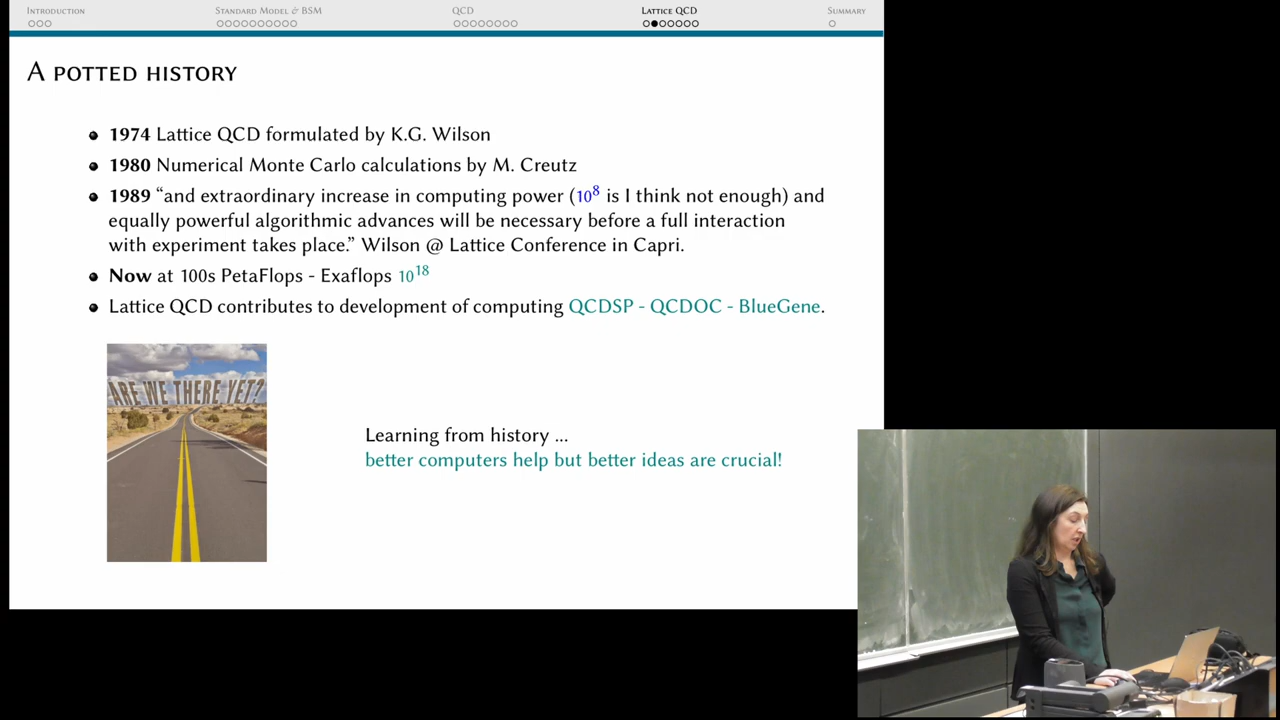 Introduction
Standard Model & BSM
QCD
Lattice QCD
Summary
A potted history
1974 Lattice QCD formulated by K.G. Wilson
1980 Numerical Monte Carlo calculations by M. Creutz
1989 “and extraordinary increase in computing power (10⁸ is I think not enough) and
equally powerful algorithmic advances will be necessary before a full interaction
with experiment takes place.” Wilson @ Lattice Conference in Capri.
Now at 100s PetaFlops - Exaflops 10¹⁸
Lattice QCD contributes to development of computing QCDSP - QCDOC - BlueGene.
ARE WE THERE YET?
Learning from history ...
better computers help but better ideas are crucial!